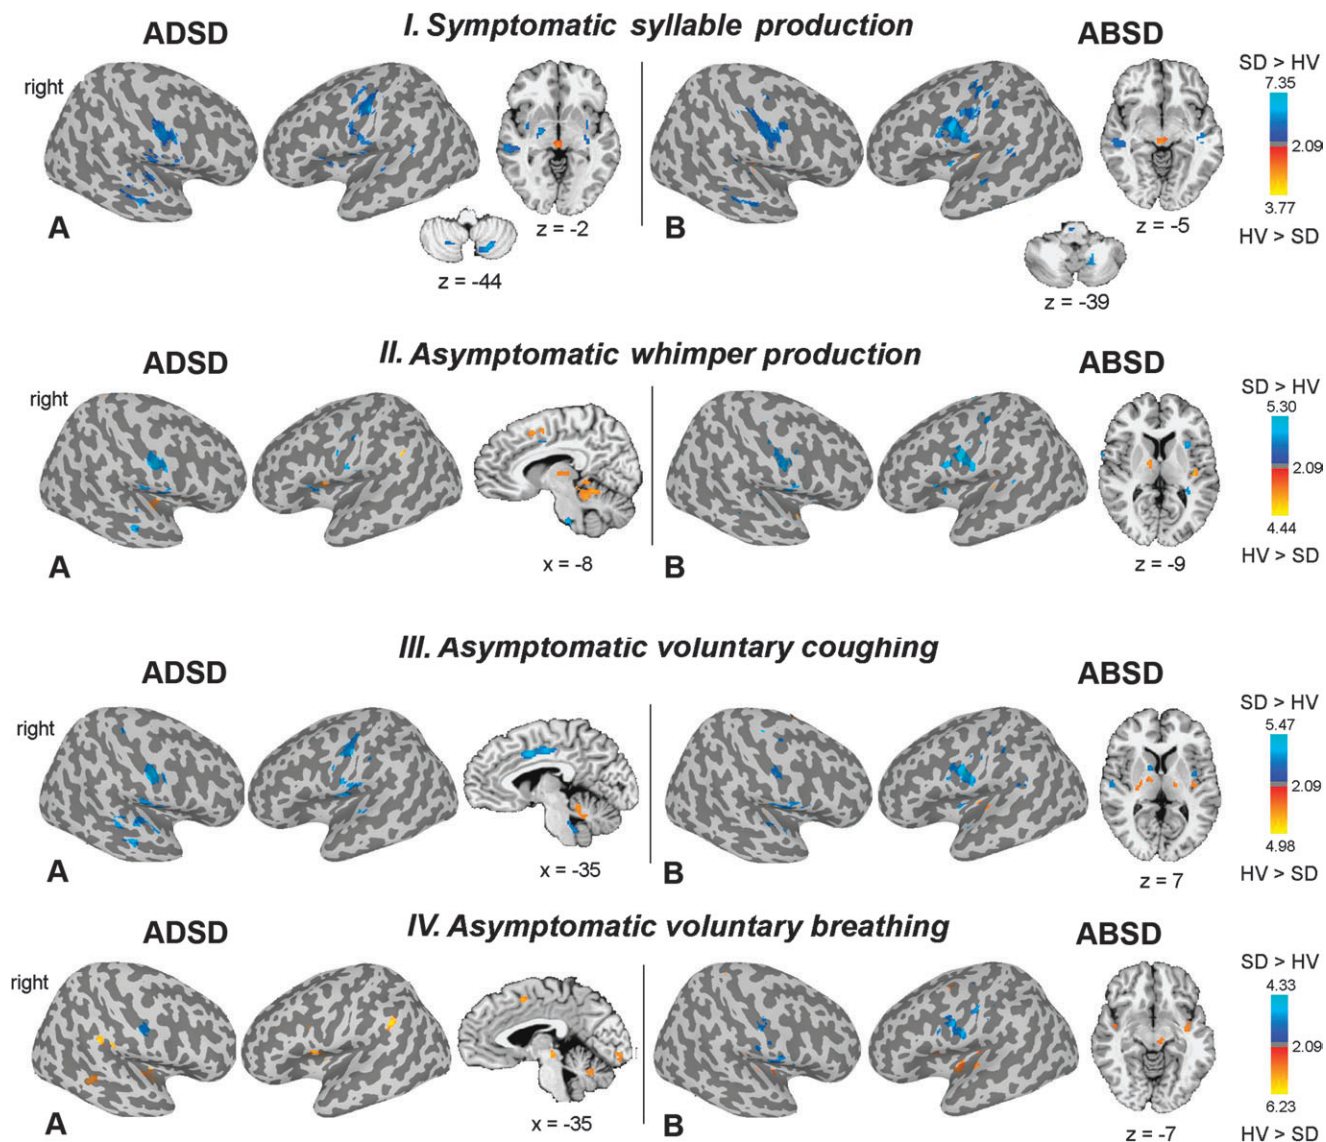 I. Symptomatic syllable production
ADSD
ABSD
right
SD > HV
7.35
2.09
3.77
HV > SD
A
z = -2
z = -44
B
z = -5
z = -39
II. Asymptomatic whimper production
ADSD
ABSD
right
SD > HV
5.30
2.09
4.44
HV > SD
A
x = -8
B
z = -9
III. Asymptomatic voluntary coughing
ADSD
ABSD
right
SD > HV
5.47
2.09
4.98
HV > SD
A
x = -35
B
z = 7
IV. Asymptomatic voluntary breathing
ADSD
ABSD
right
SD > HV
4.33
2.09
6.23
HV > SD
A
x = -35
B
z = -7